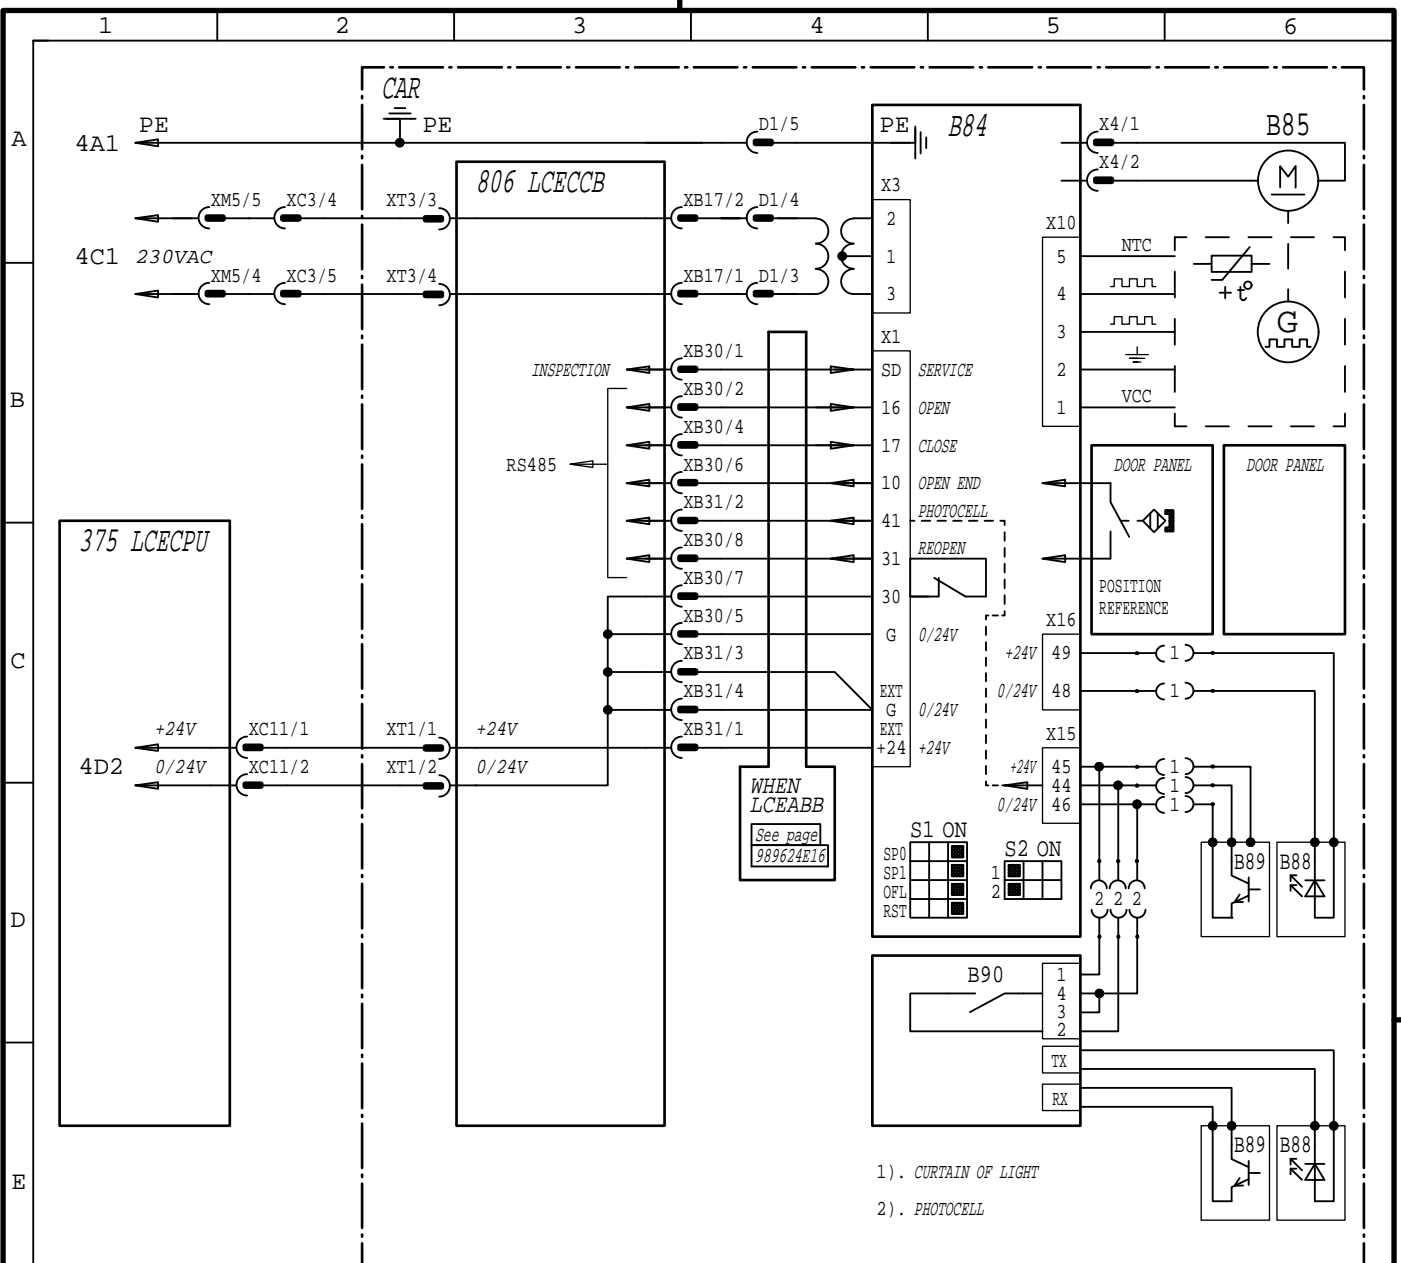 1 2 3 4 5 6
CAR
A 4A1 PE PE D1/5 PE B84 X4/1 B85
X4/2 M
806 LCECCB X3
XM5/5 XC3/4 XT3/3 XB17/2 D1/4 2 X10
4C1 230VAC 1 5 NTC
XM5/4 XC3/5 XT3/4 XB17/1 D1/3 3 4 +t°
X1 3 G
XB30/1
INSPECTION SD SERVICE 2
XB30/2
B 16 OPEN 1 VCC
XB30/4
17 CLOSE
RS485 XB30/6 DOOR PANEL DOOR PANEL
10 OPEN END
XB31/2 PHOTOCELL
41
375 LCECPU XB30/8 REOPEN
31
XB30/7 POSITION
30 REFERENCE
XB30/5 X16
G 0/24V
C XB31/3 +24V 49 1
XB31/4 EXT 0/24V 48 1
G 0/24V
+24V XC11/1 XT1/1 +24V XB31/1 EXT X15
+24 +24V
4D2 0/24V XC11/2 XT1/2 0/24V +24V 45 1
WHEN 44 1
LCEABB 0/24V 46 1
See page S1 ON
989624E16 SP0 S2 ON B89 B88
SP1 1
OFL 2 2 2 2
D RST
B90 1
4
3
2
TX
RX
B89 B88
E 1). CURTAIN OF LIGHT
2). PHOTOCELL